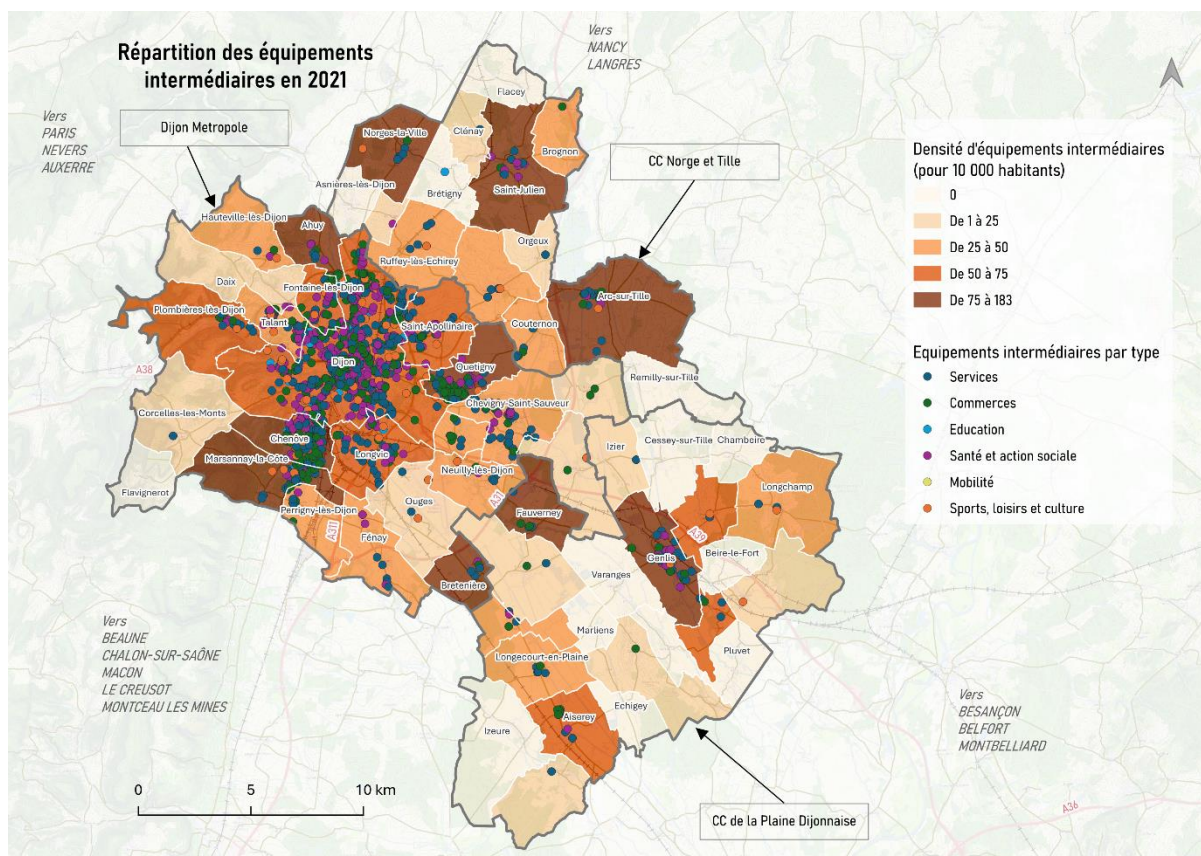 Répartition des équipements
intermédiaires en 2021
Vers
NANCY
LANGRES
Vers
PARIS
NEVERS
AUXERRE
Dijon Metropole
CC Norge et Tille
Densité d'équipements intermédiaires
(pour 10 000 habitants)
0
De 1 à 25
De 25 à 50
De 50 à 75
De 75 à 183
Equipements intermédiaires par type
Services
Commerces
Education
Santé et action sociale
Mobilité
Sports, loisirs et culture
Flacey
Norges-la-Ville
Clénay
Brognon
Saint-Julien
Asnières-lès-Dijon
Brétigny
Hauteville-lès-Dijon
Ahuy
Ruffey-lès-Echirey
Orgeux
Daix
Fontaine-lès-Dijon
Arc-sur-Tille
Plombières-lès-Dijon
Talant
Saint-Apollinaire
Couternon
Dijon
Quetigny
Remilly-sur-Tille
A38
Corcelles-les-Monts
Chevigny-Saint-Sauveur
Chenôve
Izier
Cessey-sur-Tille
Chambeire
Marsannay-la-Côte
Longvic
Neuilly-lès-Dijon
Longchamp
Flavignerot
Ouges
A31
Perrigny-lès-Dijon
Fauverney
A311
Fénay
A39
Genlis
Beire-le-Fort
Varanges
Bretenière
Marliens
Pluvet
Longecourt-en-Plaine
Echigey
Izeure
Aiserey
Vers
BEAUNE
CHALON-SUR-SAÔNE
MACON
LE CREUSOT
MONTCEAU LES MINES
Vers
BESANÇON
BELFORT
MONTBELLIARD
0 5 10 km
CC de la Plaine Dijonnaise
A36